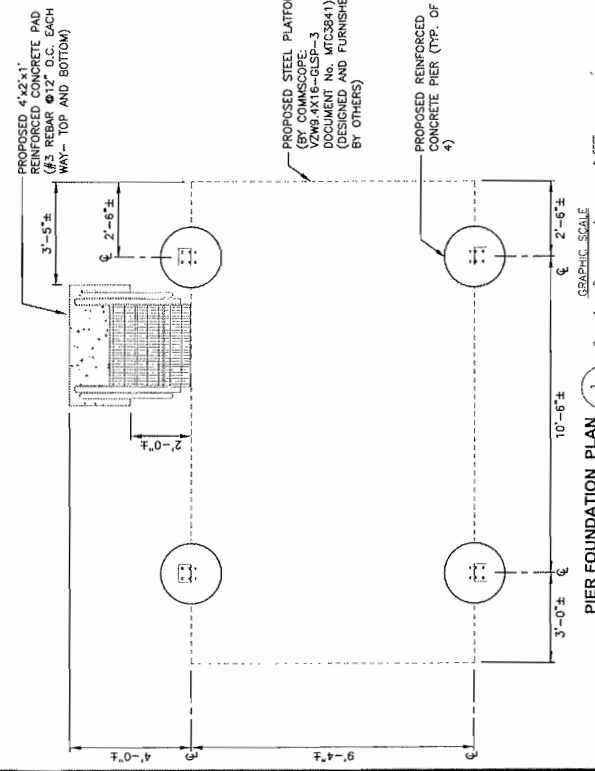 PROPOSED 4'x2'x1'
REINFORCED CONCRETE PAD
(#3 REBAR @12" O.C. EACH
WAY- TOP AND BOTTOM)
3'-5"±
2'-6"±
℄
2'-0"±
PROPOSED STEEL PLATFO
(BY COMMSCOPE:
VZW9.4X16-GLSP-3
DOCUMENT No. MTC3841)
(DESIGNED AND FURNISHE
BY OTHERS)
PROPOSED REINFORCED
CONCRETE PIER (TYP. OF
4)
4'-0"±
℄
9'-4"±
℄
3'-0"±
℄
10'-6"±
℄
2'-6"±
PIER FOUNDATION PLAN
1
GRAPHIC SCALE